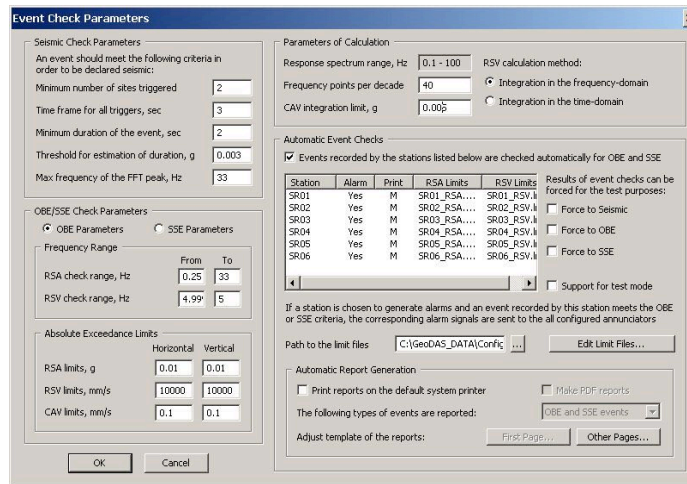 Event Check Parameters
Seismic Check Parameters
An event should meet the following criteria in
order to be declared seismic:
Minimum number of sites triggered 2
Time frame for all triggers, sec 3
Minimum duration of the event, sec 2
Threshold for estimation of duration, g 0.003
Max frequency of the FFT peak, Hz 33
OBE/SSE Check Parameters
OBE Parameters SSE Parameters
Frequency Range
From To
RSA check range, Hz 0.25 33
RSV check range, Hz 4.99 5
Absolute Exceedance Limits
Horizontal Vertical
RSA limits, g 0.01 0.01
RSV limits, mm/s 10000 10000
CAV limits, mm/s 0.1 0.1
OK Cancel
Parameters of Calculation
Response spectrum range, Hz 0.1 - 100 RSV calculation method:
Frequency points per decade 40 Integration in the frequency-domain
CAV integration limit, g 0.005 Integration in the time-domain
Automatic Event Checks
Events recorded by the stations listed below are checked automatically for OBE and SSE
Station Alarm Print RSA Limits RSV Limits
SR01 Yes M SR01_RSA.... SR01_RSV.li
SR02 Yes M SR02_RSA.... SR02_RSV.li
SR03 Yes M SR03_RSA.... SR03_RSV.li
SR04 Yes M SR04_RSA.... SR04_RSV.li
SR05 Yes M SR05_RSA.... SR05_RSV.li
SR06 Yes M SR06_RSA.... SR06_RSV.li
Results of event checks can be
forced for the test purposes:
Force to Seismic
Force to OBE
Force to SSE
Support for test mode
If a station is chosen to generate alarms and an event recorded by this station meets the OBE
or SSE criteria, the corresponding alarm signals are sent to the all configured annunciators
Path to the limit files C:\GeoDAS_DATA\Config ... Edit Limit Files...
Automatic Report Generation
Print reports on the default system printer Make PDF reports
The following types of events are reported: OBE and SSE events
Adjust template of the reports: First Page... Other Pages...